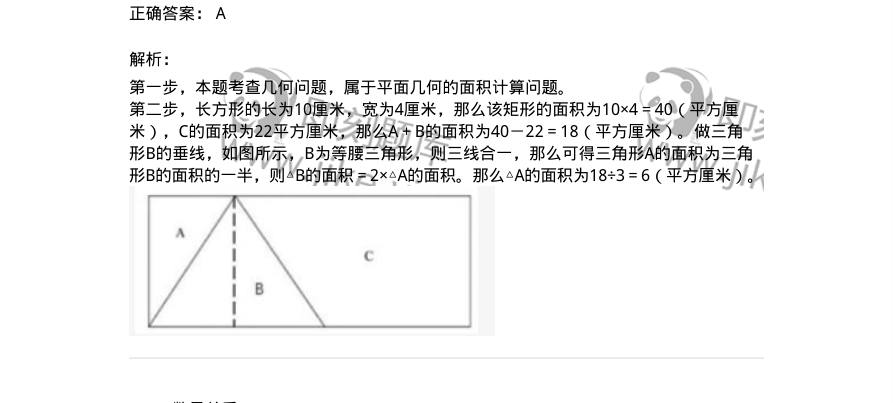 正确答案： A
解析：
第一步，本题考查几何问题，属于平面几何的面积计算问题。
第二步，长方形的长为10厘米，宽为4厘米，那么该矩形的面积为10×4＝40（平方厘
米），C的面积为22平方厘米，那么A＋B的面积为40－22＝18（平方厘米）。做三角
形B的垂线，如图所示，B为等腰三角形，则三线合一，那么可得三角形A的面积为三角
形B的面积的一半，则△B的面积＝2×△A的面积。那么△A的面积为18÷3＝6（平方厘米）。
A
C
B